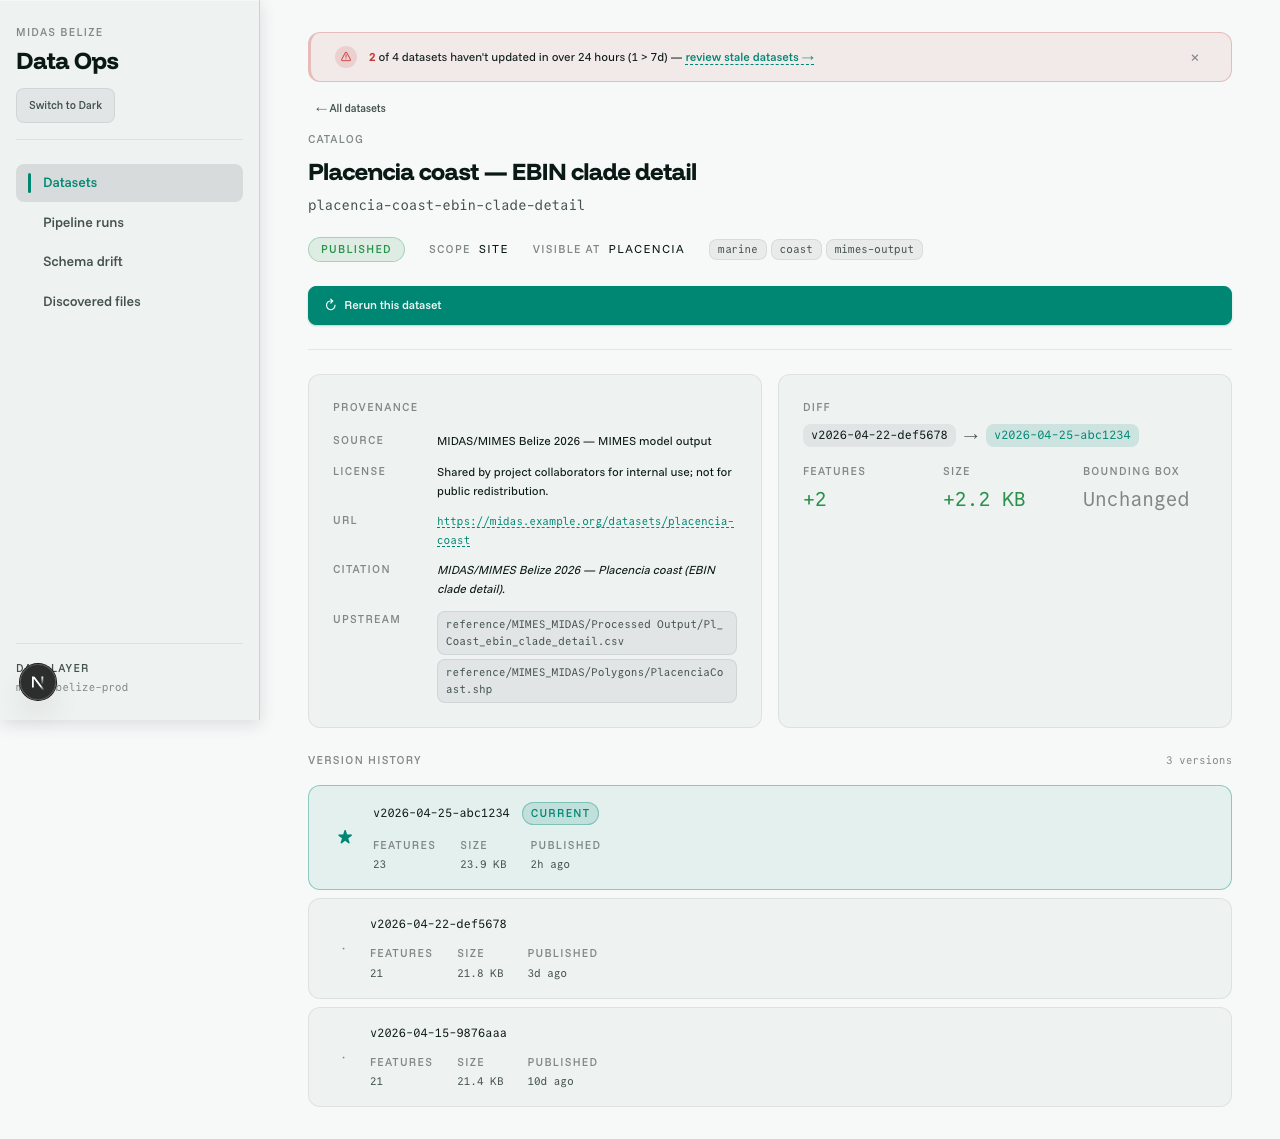 MIDAS BELIZE
Data Ops
Switch to Dark
Datasets
Pipeline runs
Schema drift
Discovered files
LAYER
belize-prod
2 of 4 datasets haven't updated in over 24 hours (1 > 7d) — review stale datasets →
×
← All datasets
CATALOG
Placencia coast — EBIN clade detail
placencia-coast-ebin-clade-detail
PUBLISHED SCOPE SITE VISIBLE AT PLACENCIA marine coast mimes-output
↻ Rerun this dataset
PROVENANCE
SOURCE MIDAS/MIMES Belize 2026 — MIMES model output
LICENSE Shared by project collaborators for internal use; not for
public redistribution.
URL https://midas.example.org/datasets/placencia-
coast
CITATION MIDAS/MIMES Belize 2026 — Placencia coast (EBIN
clade detail).
UPSTREAM reference/MIMES_MIDAS/Processed Output/Pl_
Coast_ebin_clade_detail.csv
reference/MIMES_MIDAS/Polygons/PlacenciaCo
ast.shp
DIFF
v2026-04-22-def5678 → v2026-04-25-abc1234
FEATURES SIZE BOUNDING BOX
+2 +2.2 KB Unchanged
VERSION HISTORY 3 versions
v2026-04-25-abc1234 CURRENT
★
FEATURES SIZE PUBLISHED
23 23.9 KB 2h ago
v2026-04-22-def5678
·
FEATURES SIZE PUBLISHED
21 21.8 KB 3d ago
v2026-04-15-9876aaa
·
FEATURES SIZE PUBLISHED
21 21.4 KB 10d ago